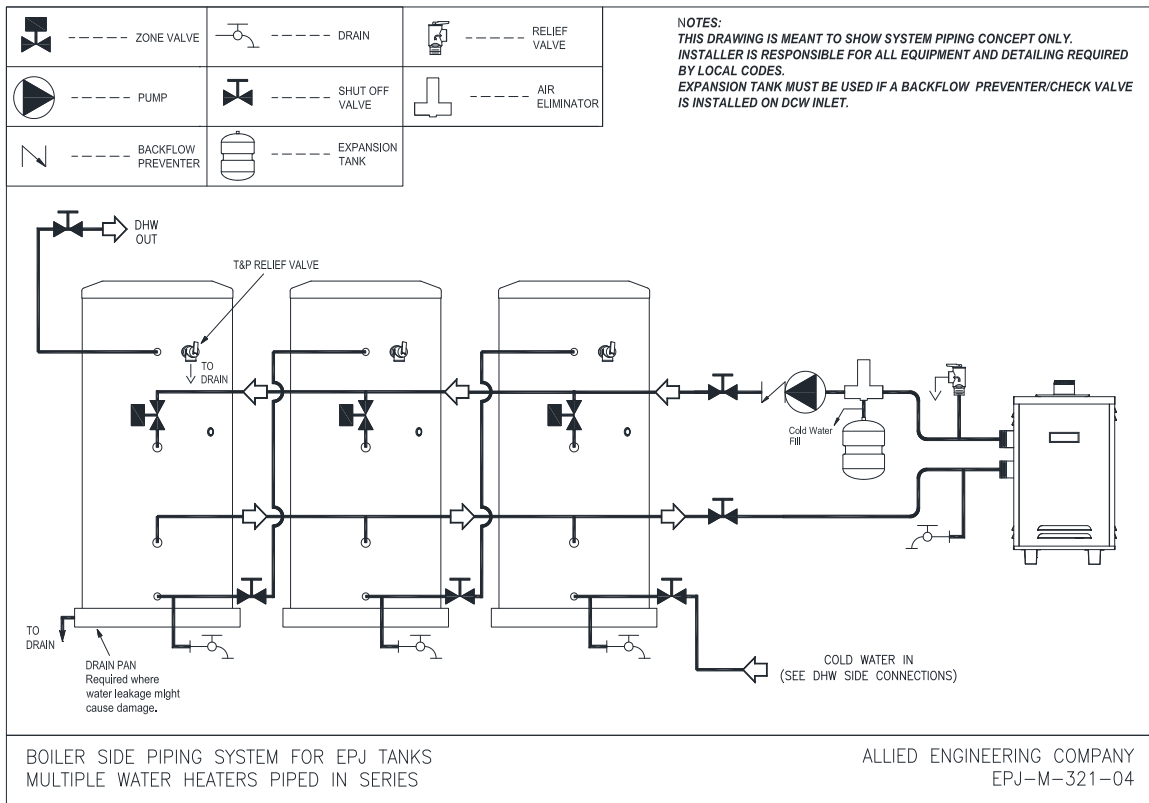 ZONE VALVE
DRAIN
RELIEF
VALVE
PUMP
SHUT OFF
VALVE
AIR
ELIMINATOR
BACKFLOW
PREVENTER
EXPANSION
TANK
NOTES:
THIS DRAWING IS MEANT TO SHOW SYSTEM PIPING CONCEPT ONLY.
INSTALLER IS RESPONSIBLE FOR ALL EQUIPMENT AND DETAILING REQUIRED
BY LOCAL CODES.
EXPANSION TANK MUST BE USED IF A BACKFLOW PREVENTER/CHECK VALVE
IS INSTALLED ON DCW INLET.
DHW
OUT
T&P RELIEF VALVE
TO
DRAIN
Cold Water
Fill
TO
DRAIN
DRAIN PAN
Required where
water leakage might
cause damage.
COLD WATER IN
(SEE DHW SIDE CONNECTIONS)
BOILER SIDE PIPING SYSTEM FOR EPJ TANKS
MULTIPLE WATER HEATERS PIPED IN SERIES
ALLIED ENGINEERING COMPANY
EPJ-M-321-04